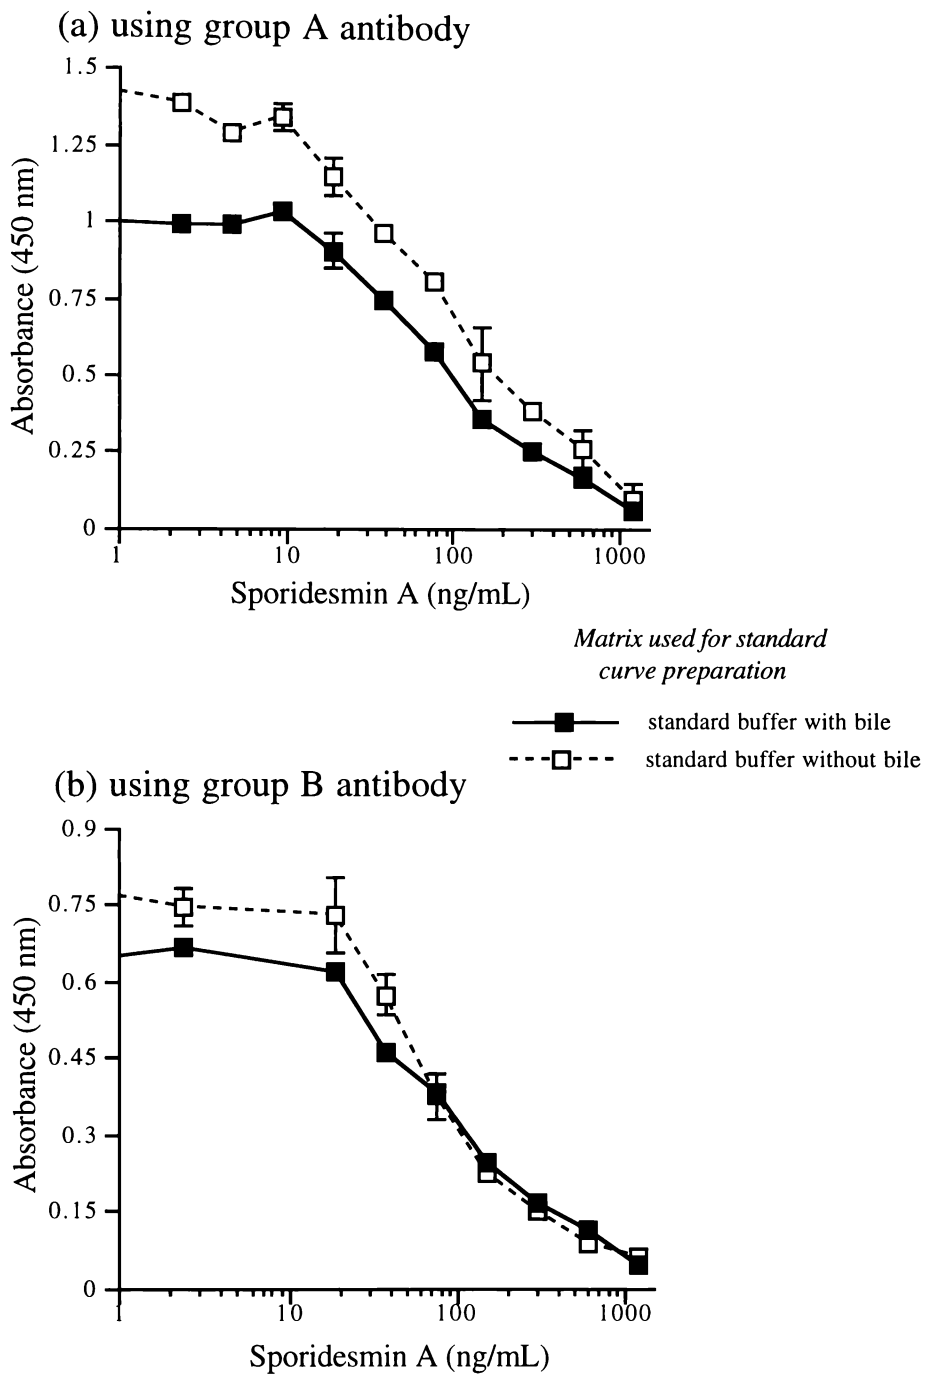 (a) using group A antibody
1.5
1.25
1
0.75
0.5
0.25
0
Absorbance (450 nm)
1 10 100 1000
Sporidesmin A (ng/mL)
Matrix used for standard
curve preparation
standard buffer with bile
standard buffer without bile
(b) using group B antibody
0.9
0.75
0.6
0.45
0.3
0.15
0
Absorbance (450 nm)
1 10 100 1000
Sporidesmin A (ng/mL)